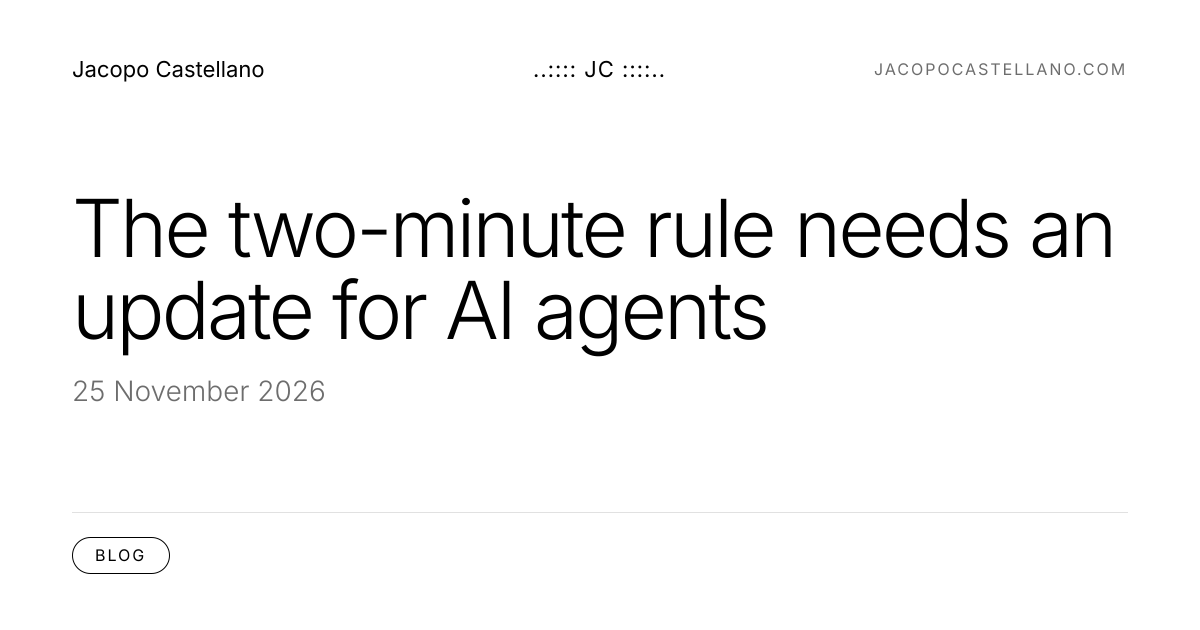 Jacopo Castellano
..:::: JC ::::..
JACOPOCASTELLANO.COM
The two-minute rule needs an
update for AI agents
25 November 2026
BLOG